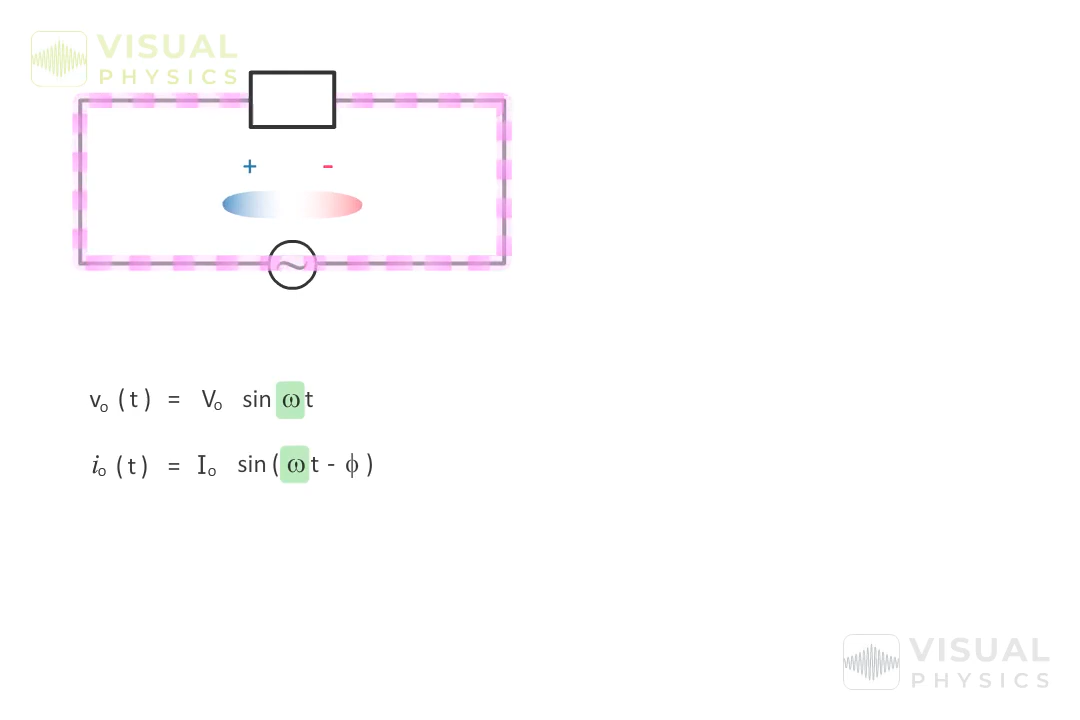 VISUAL
PHYSICS
+ -
vₒ (t) = Vₒ sin ωt
iₒ (t) = Iₒ sin(ωt - ϕ)
VISUAL
PHYSICS